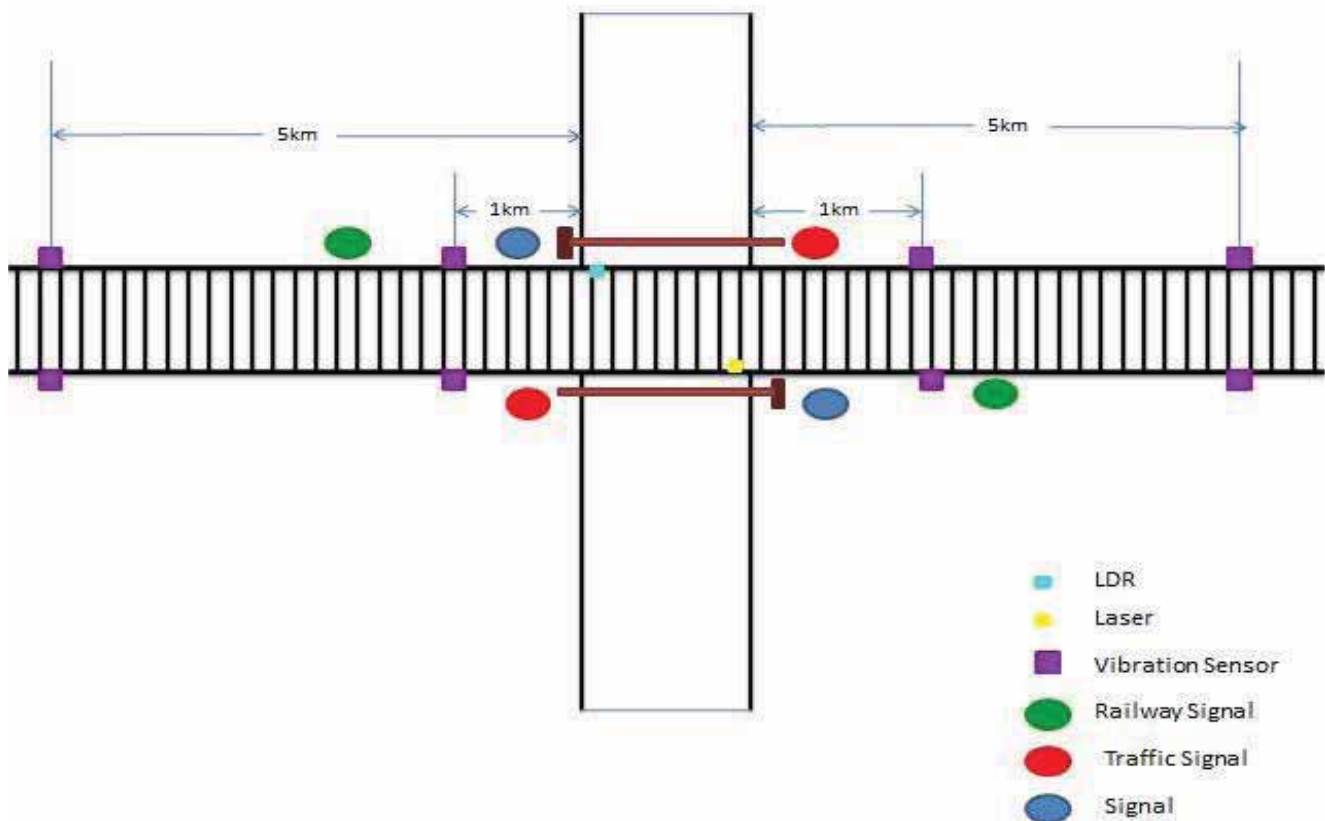 5km
5km
1km
1km
LDR
Laser
Vibration Sensor
Railway Signal
Traffic Signal
Signal